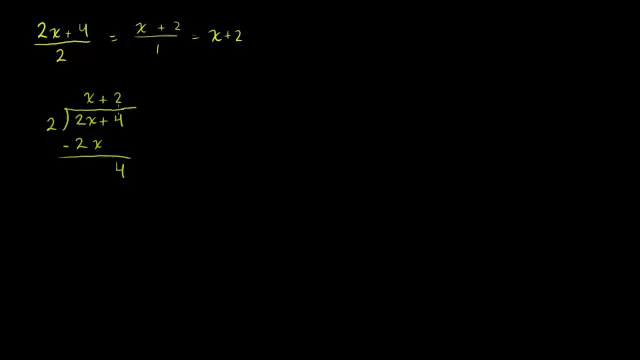 2x+4/2 = x+2/1 = x+2
x + 2
2 ) 2x + 4
- 2x
4